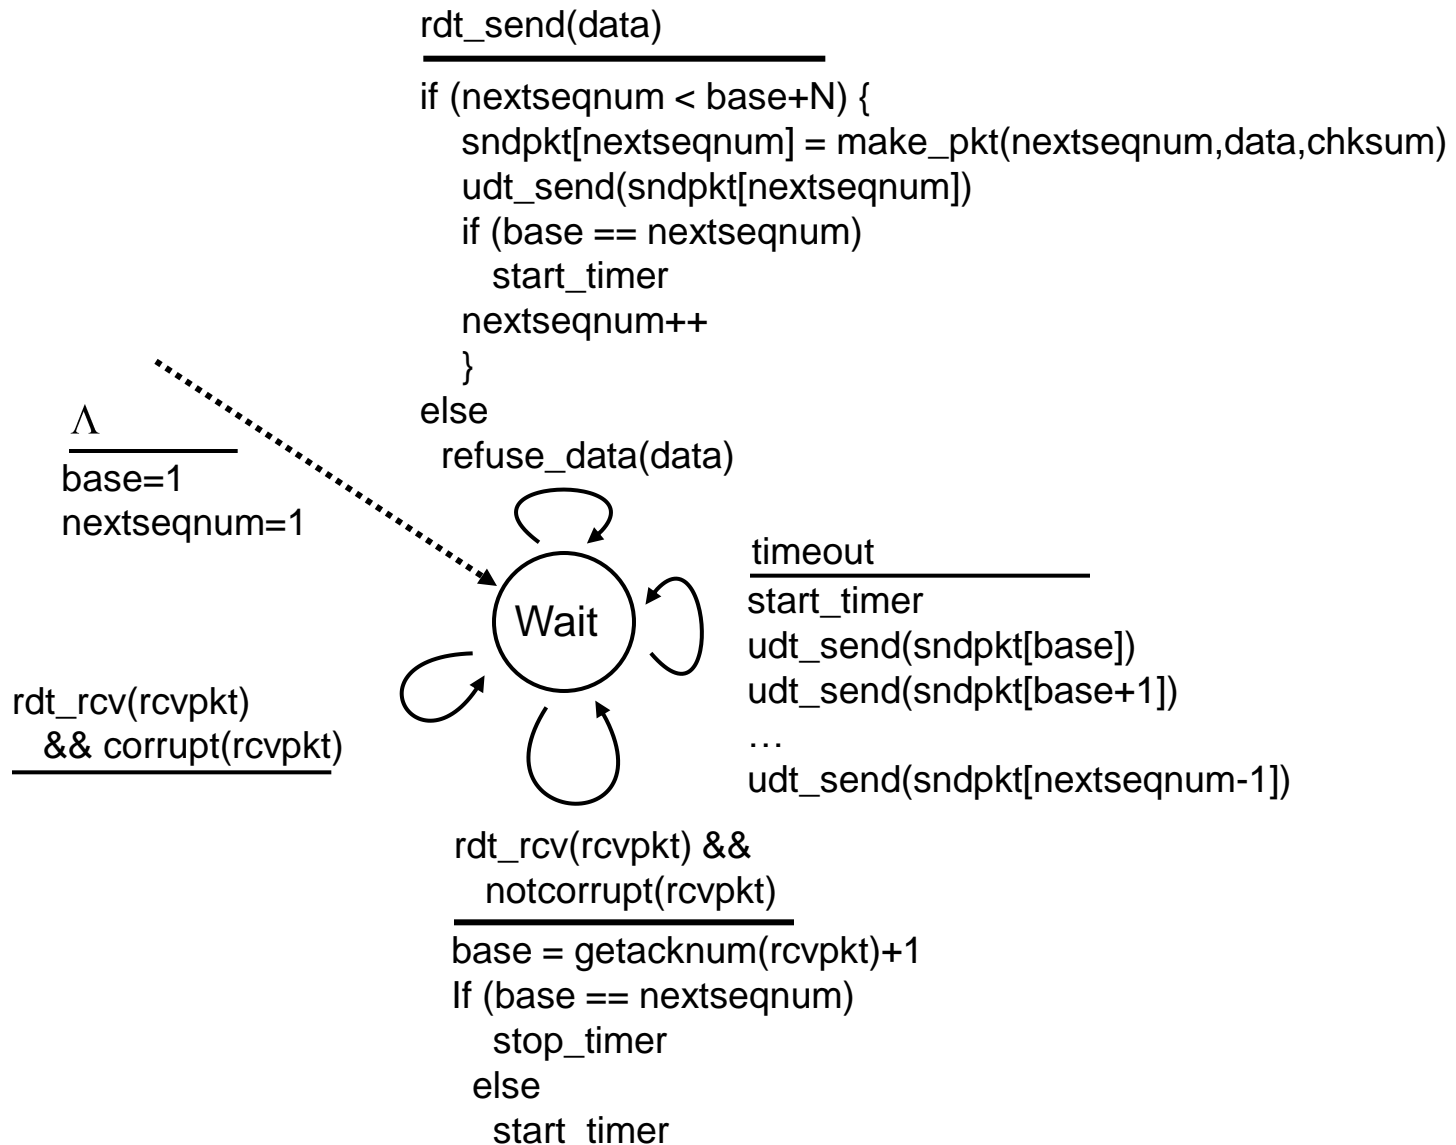 rdt_send(data)
if (nextseqnum < base+N) {
sndpkt[nextseqnum] = make_pkt(nextseqnum,data,chksum)
udt_send(sndpkt[nextseqnum])
if (base == nextseqnum)
start_timer
nextseqnum++
}
else
refuse_data(data)
Λ
base=1
nextseqnum=1
Wait
timeout
start_timer
udt_send(sndpkt[base])
udt_send(sndpkt[base+1])
…
udt_send(sndpkt[nextseqnum-1])
rdt_rcv(rcvpkt)
&& corrupt(rcvpkt)
rdt_rcv(rcvpkt) &&
notcorrupt(rcvpkt)
base = getacknum(rcvpkt)+1
If (base == nextseqnum)
stop_timer
else
start_timer